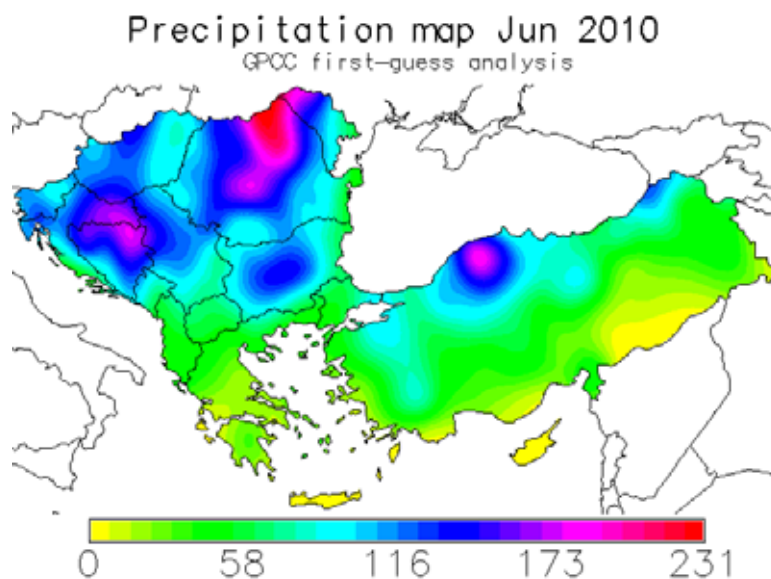 Precipitation map Jun 2010
GPCC first-guess analysis
0 58 116 173 231